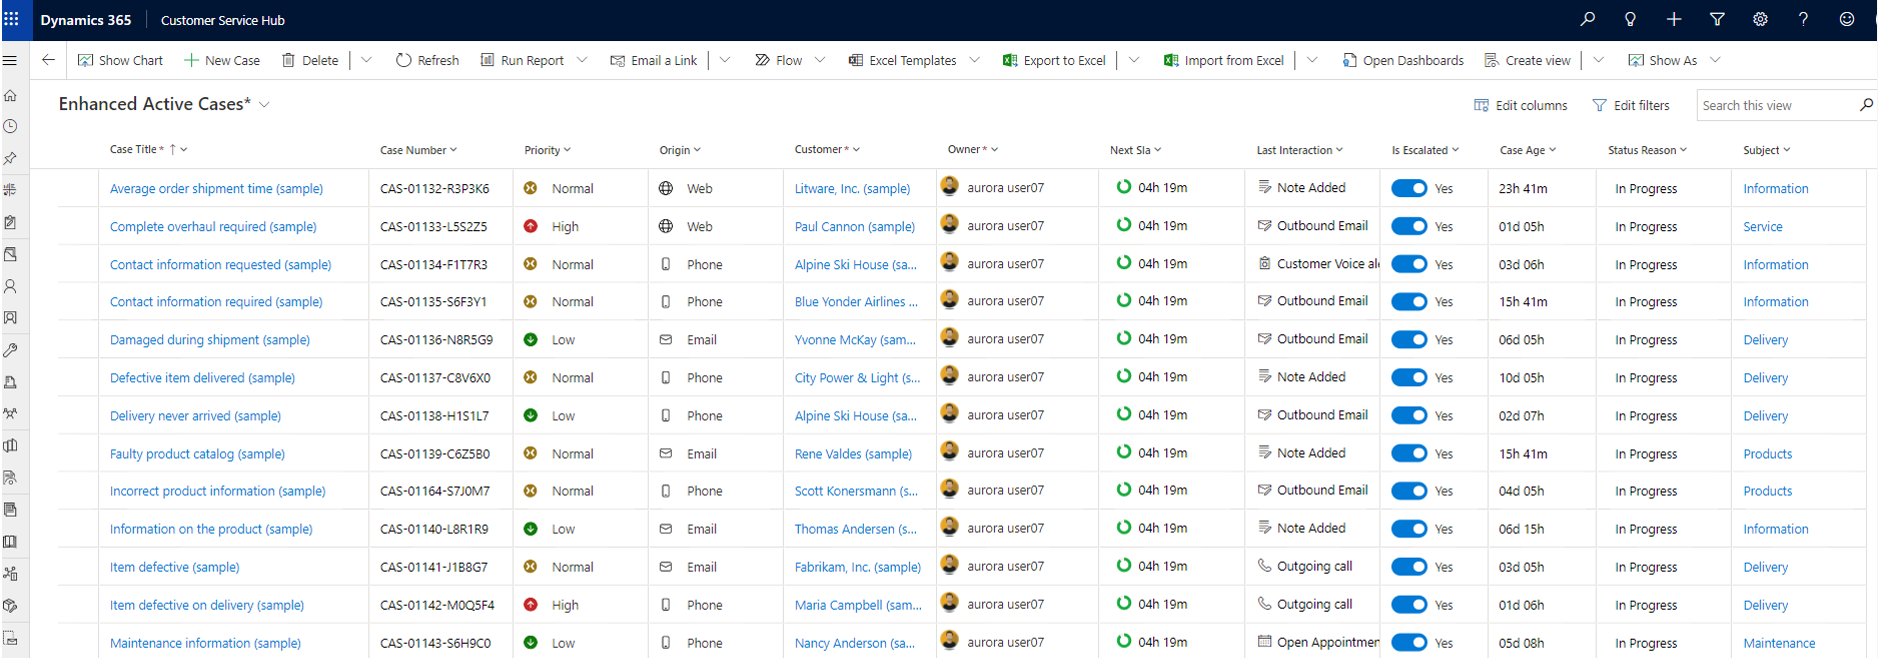 Dynamics 365 Customer Service Hub
Show Chart New Case Delete Refresh Run Report Email a Link Flow Excel Templates Export to Excel Import from Excel Open Dashboards Create view Show As
Enhanced Active Cases* Edit columns Edit filters Search this view
Case Title * ↑ Case Number Priority Origin Customer * Owner * Next Sla Last Interaction Is Escalated Case Age Status Reason Subject
Average order shipment time (sample) CAS-01132-R3P3K6 Normal Web Litware, Inc. (sample) aurora user07 04h 19m Note Added Yes 23h 41m In Progress Information
Complete overhaul required (sample) CAS-01133-L5S2Z5 High Web Paul Cannon (sample) aurora user07 04h 19m Outbound Email Yes 01d 05h In Progress Service
Contact information requested (sample) CAS-01134-F1T7R3 Normal Phone Alpine Ski House (sa... aurora user07 04h 19m Customer Voice ale Yes 03d 06h In Progress Information
Contact information required (sample) CAS-01135-S6F3Y1 Normal Phone Blue Yonder Airlines ... aurora user07 04h 19m Outbound Email Yes 15h 41m In Progress Information
Damaged during shipment (sample) CAS-01136-N8R5G9 Low Email Yvonne McKay (sam... aurora user07 04h 19m Outbound Email Yes 06d 05h In Progress Delivery
Defective item delivered (sample) CAS-01137-C8V6X0 Normal Phone City Power & Light (s... aurora user07 04h 19m Note Added Yes 10d 05h In Progress Delivery
Delivery never arrived (sample) CAS-01138-H1S1L7 Low Phone Alpine Ski House (sa... aurora user07 04h 19m Outbound Email Yes 02d 07h In Progress Delivery
Faulty product catalog (sample) CAS-01139-C6Z5B0 Normal Email Rene Valdes (sample) aurora user07 04h 19m Note Added Yes 15h 41m In Progress Products
Incorrect product information (sample) CAS-01164-S7J0M7 Normal Phone Scott Konersmann (s... aurora user07 04h 19m Outbound Email Yes 04d 05h In Progress Products
Information on the product (sample) CAS-01140-L8R1R9 Low Email Thomas Andersen (s... aurora user07 04h 19m Note Added Yes 06d 15h In Progress Information
Item defective (sample) CAS-01141-J1B8G7 Normal Email Fabrikam, Inc. (sample) aurora user07 04h 19m Outgoing call Yes 03d 05h In Progress Delivery
Item defective on delivery (sample) CAS-01142-M0Q5F4 High Phone Maria Campbell (sam... aurora user07 04h 19m Outgoing call Yes 01d 06h In Progress Delivery
Maintenance information (sample) CAS-01143-S6H9C0 Low Phone Nancy Anderson (sa... aurora user07 04h 19m Open Appointmen Yes 05d 08h In Progress Maintenance